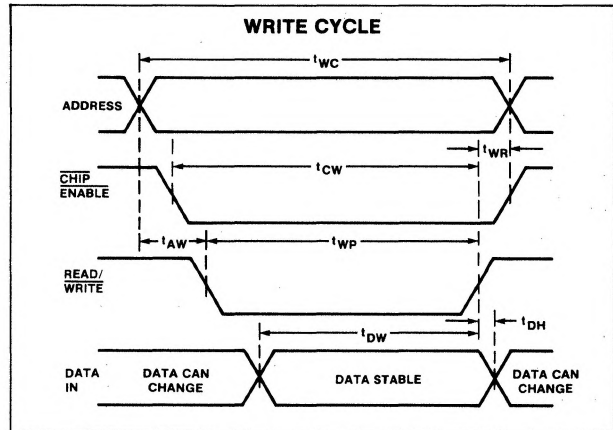 WRITE CYCLE
tWC
ADDRESS
tWR
CHIP
ENABLE
tCW
tAW
tWP
READ/
WRITE
tDH
tDW
DATA
IN
DATA CAN
CHANGE
DATA STABLE
DATA CAN
CHANGE